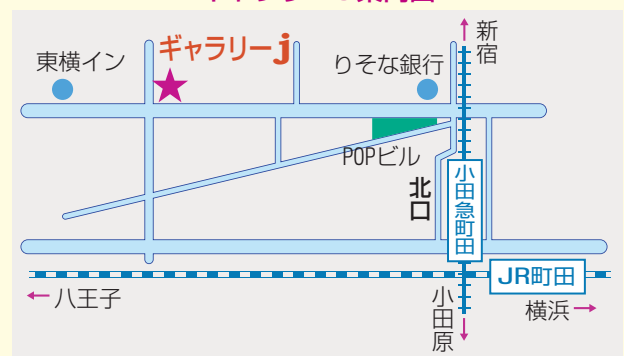 新宿
東横イン
ギャラリーj
りそな銀行
POPビル
北口
小田急町田
JR町田
←八王子
小田原
横浜→